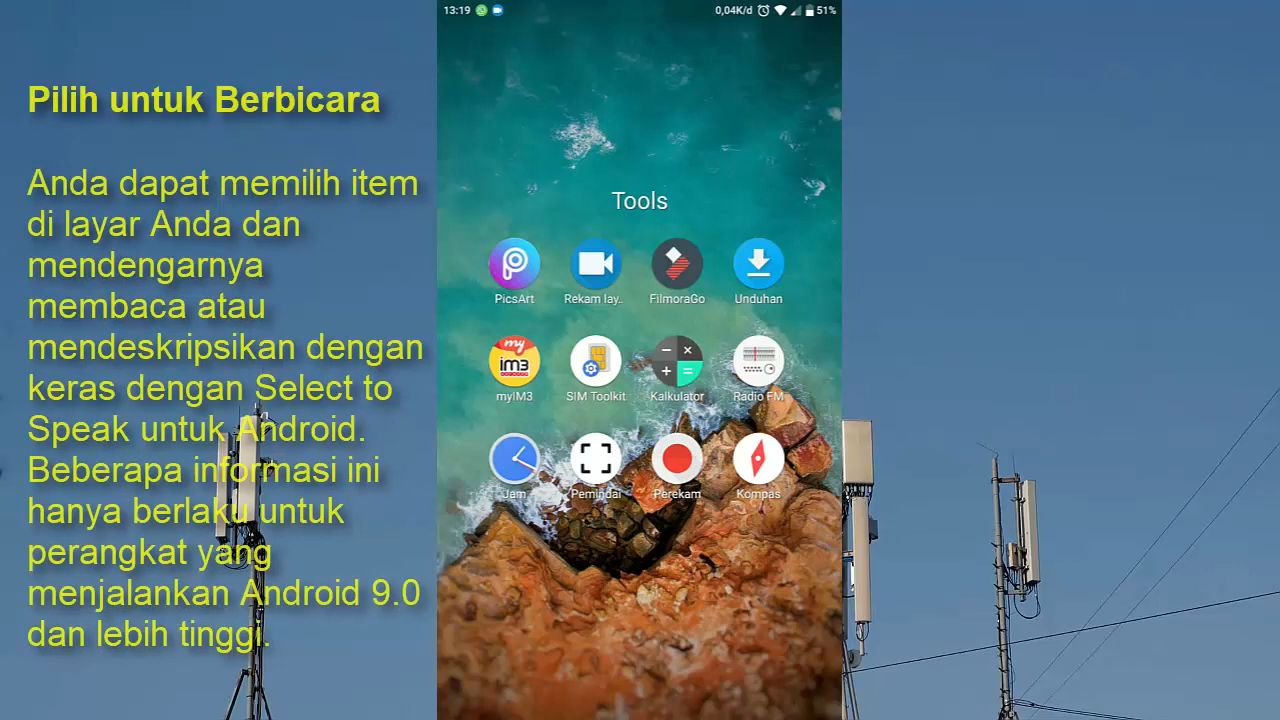 Pilih untuk Berbicara
Anda dapat memilih item
di layar Anda dan
mendengarnya
membaca atau
mendeskripsikan dengan
keras dengan Select to
Speak untuk Android.
Beberapa informasi ini
hanya berlaku untuk
perangkat yang
menjalankan Android 9.0
dan lebih tinggi.
13:19 0,04K/d 51%
Tools
PicsArt Rekam lay.. FilmoraGo Unduhan
my
im3
myIM3 SIM Toolkit Kalkulator Radio FM
Jam Pemindai Perekam Kompas